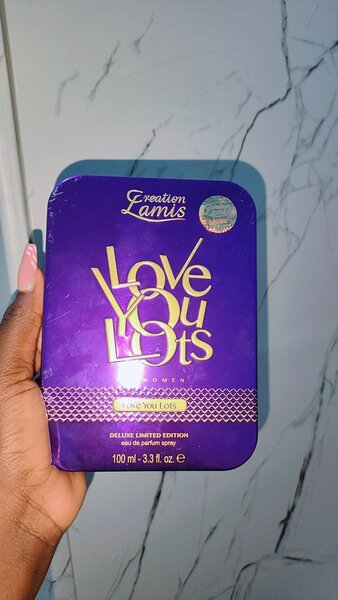 Creation
Lamis
Love
You
Lots
WOMEN
Love You Lots
DELUXE LIMITED EDITION
eau de parfum spray
100 ml - 3.3 fl. oz. ℮